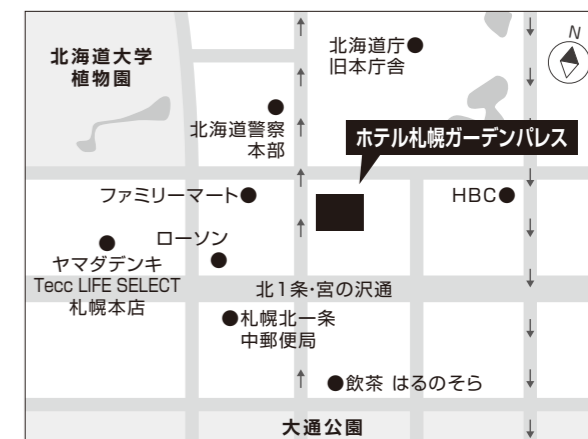 北海道大学
植物園
北海道庁
旧本庁舎
N
北海道警察
本部
ホテル札幌ガーデンパレス
ファミリーマート
HBC
ローソン
ヤマダデンキ
Tecc LIFE SELECT
札幌本店
北1条・宮の沢通
札幌北一条
中郵便局
飲茶 はるのそら
大通公園